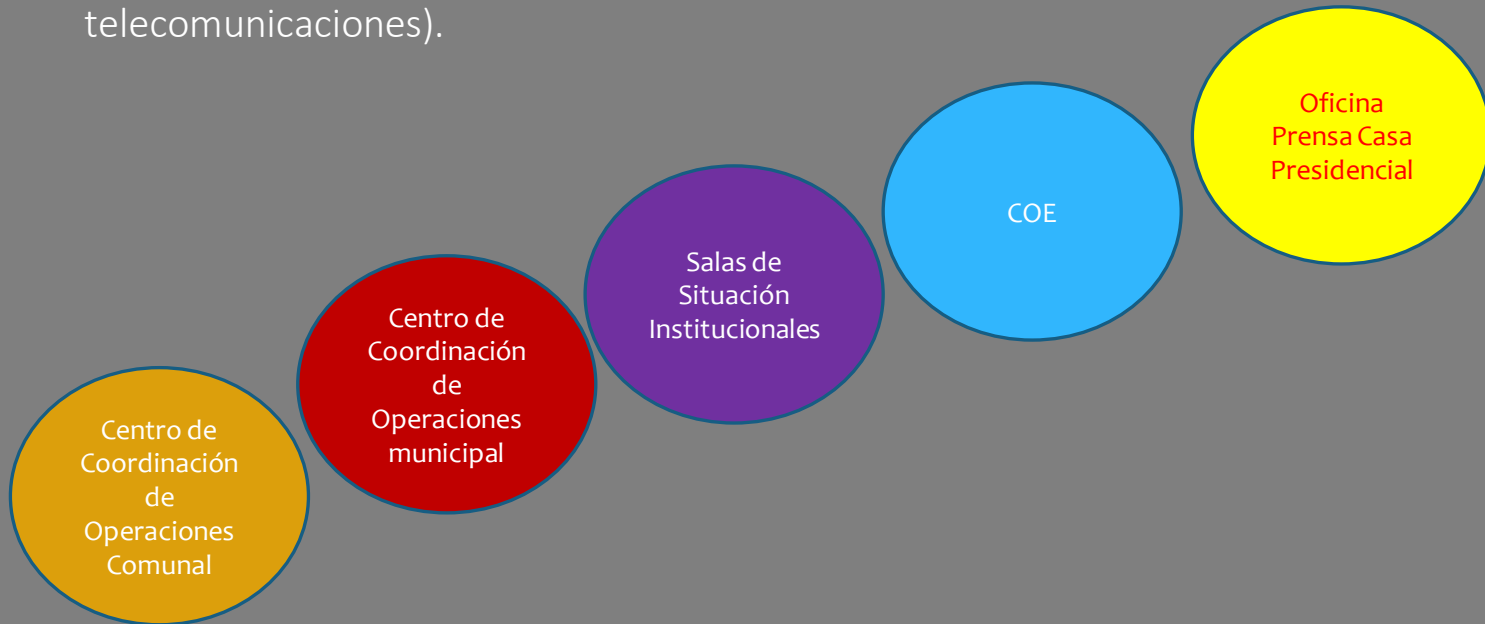 telecomunicaciones).
Oficina
Prensa Casa
Presidencial
COE
Salas de
Situación
Institucionales
Centro de
Coordinación
de
Operaciones
municipal
Centro de
Coordinación
de
Operaciones
Comunal